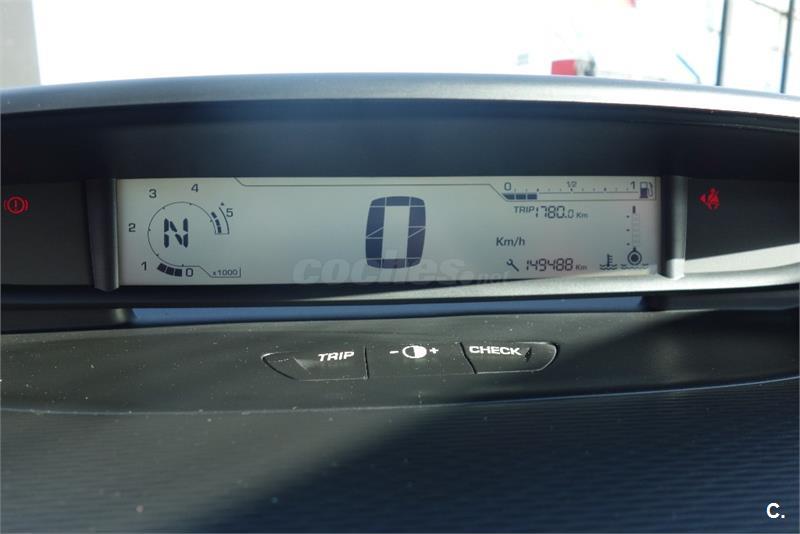 3 4
2 N 5
1 0 x1000
0
Km/h
0 1/2 1
TRIP 1780.0 Km
149488 Km
coches.net
TRIP
- +
CHECK
C.